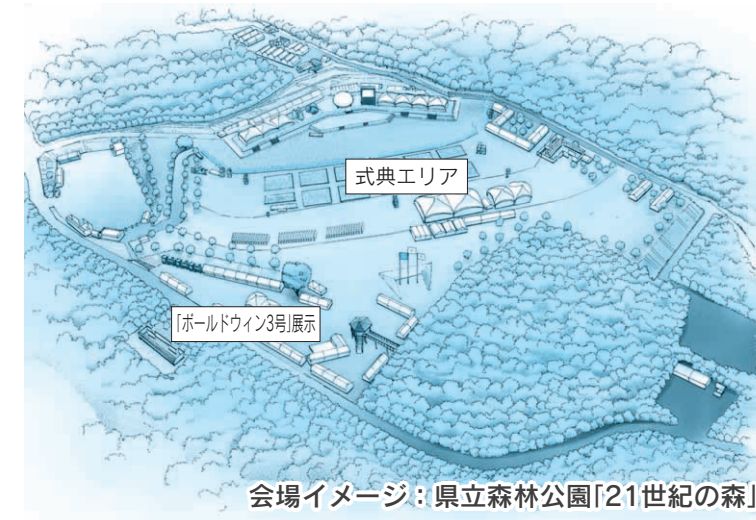 式典エリア
「ボールドウィン3号」展示
会場イメージ：県立森林公園「21世紀の森」